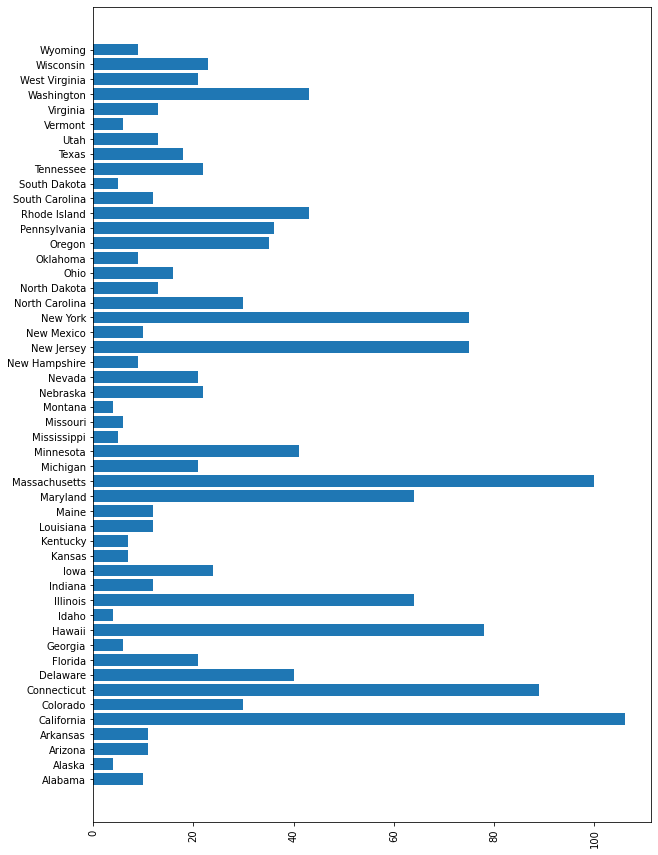 Wyoming
Wisconsin
West Virginia
Washington
Virginia
Vermont
Utah
Texas
Tennessee
South Dakota
South Carolina
Rhode Island
Pennsylvania
Oregon
Oklahoma
Ohio
North Dakota
North Carolina
New York
New Mexico
New Jersey
New Hampshire
Nevada
Nebraska
Montana
Missouri
Mississippi
Minnesota
Michigan
Massachusetts
Maryland
Maine
Louisiana
Kentucky
Kansas
Iowa
Indiana
Illinois
Idaho
Hawaii
Georgia
Florida
Delaware
Connecticut
Colorado
California
Arkansas
Arizona
Alaska
Alabama
0 20 40 60 80 100